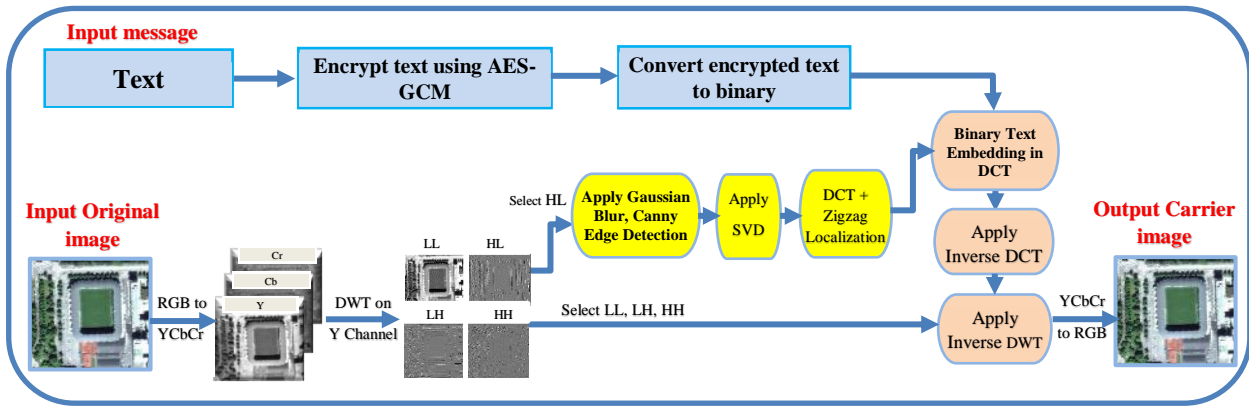 Input message
Text
Encrypt text using AES-
GCM
Convert encrypted text
to binary
Binary Text
Embedding in
DCT
Select HL
Apply Gaussian
Blur, Canny
Edge Detection
Apply
SVD
DCT +
Zigzag
Localization
Input Original
image
Output Carrier
image
Apply
Inverse DCT
LL
HL
Cr
Cb
Y
RGB to
YCbCr
DWT on
Y Channel
LH
HH
Select LL, LH, HH
Apply
Inverse DWT
YCbCr
to RGB